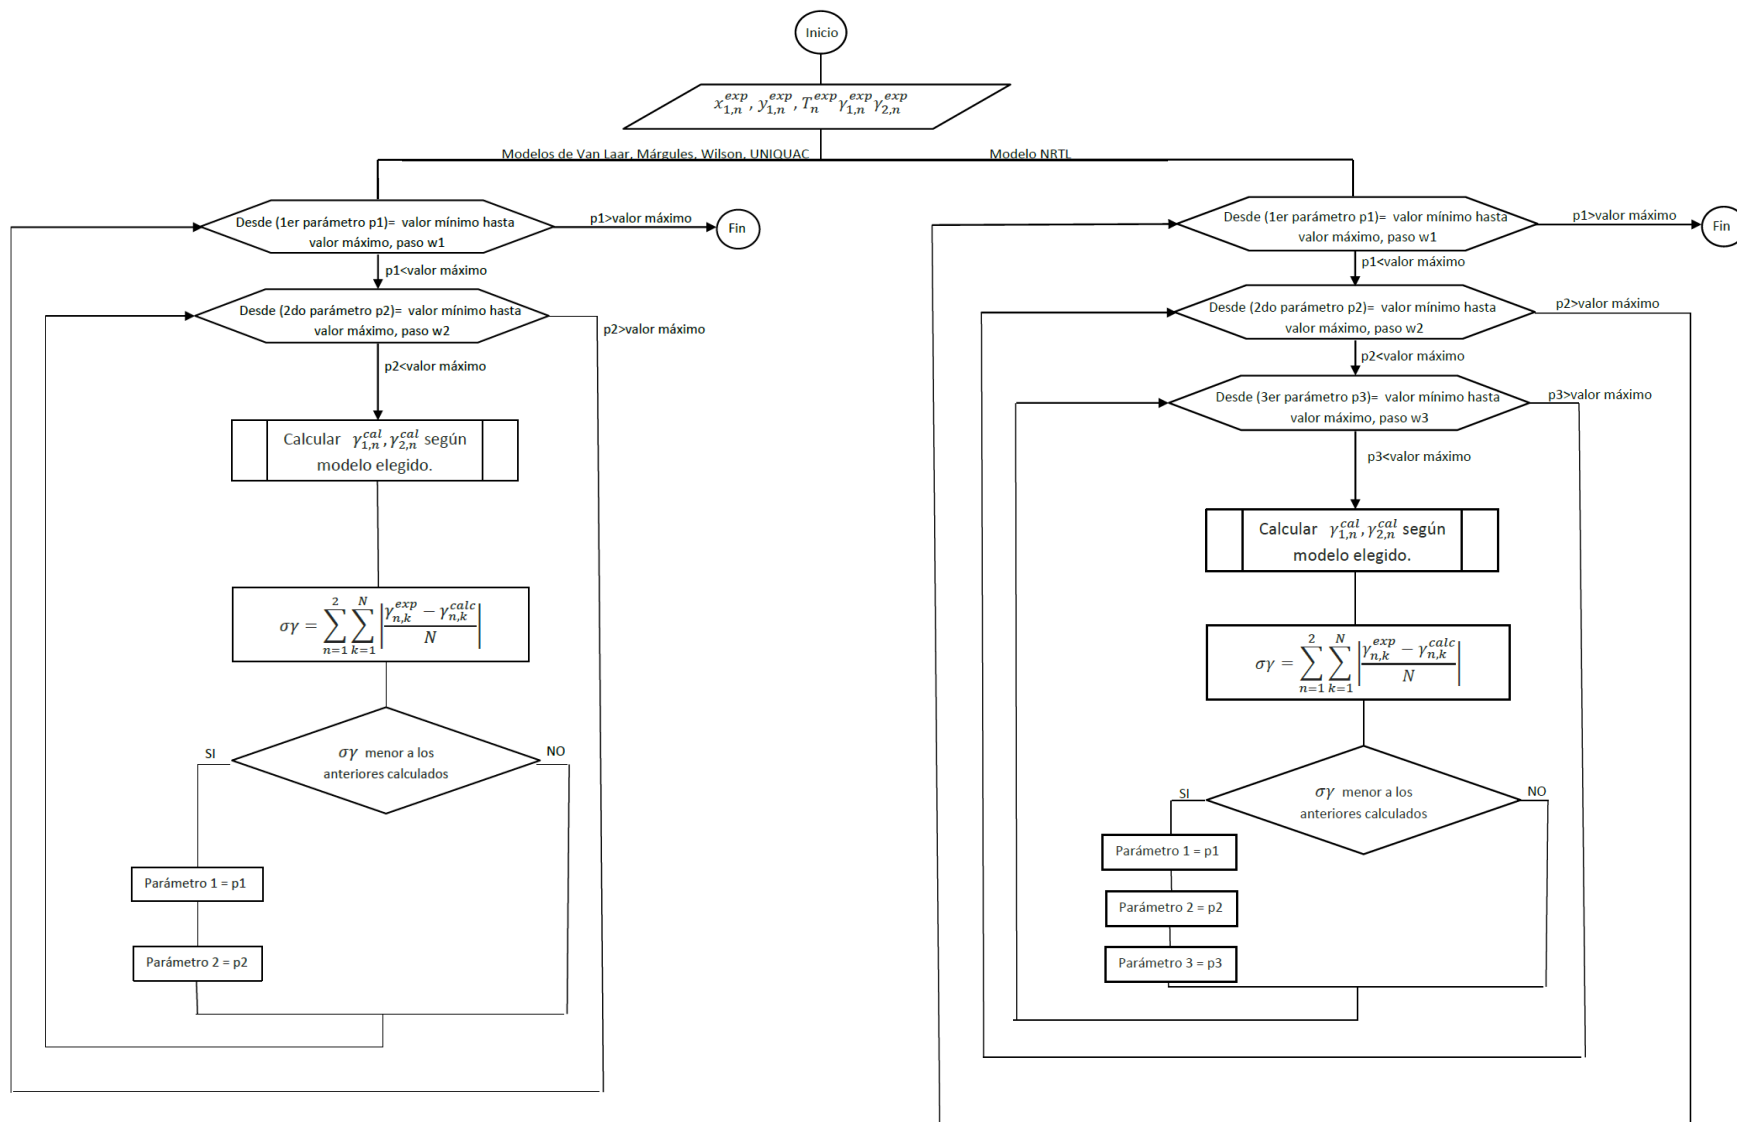 Inicio
x_{1,n}^{exp}, y_{1,n}^{exp}, T_n^{exp} γ_{1,n}^{exp} γ_{2,n}^{exp}
Modelos de Van Laar, Márgules, Wilson, UNIQUAC
Modelo NRTL
Desde (1er parámetro p1)= valor mínimo hasta
valor máximo, paso w1
p1>valor máximo
Fin
p1<valor máximo
Desde (2do parámetro p2)= valor mínimo hasta
valor máximo, paso w2
p2>valor máximo
p2<valor máximo
Calcular γ_{1,n}^{cal}, γ_{2,n}^{cal} según
modelo elegido.
σγ = \sum_{n=1}^{2} \sum_{k=1}^{N} |\frac{γ_{n,k}^{exp} − γ_{n,k}^{calc}}{N}|
SI
σγ menor a los
anteriores calculados
NO
Parámetro 1 = p1
Parámetro 2 = p2
Desde (1er parámetro p1)= valor mínimo hasta
valor máximo, paso w1
p1>valor máximo
Fin
p1<valor máximo
Desde (2do parámetro p2)= valor mínimo hasta
valor máximo, paso w2
p2>valor máximo
p2<valor máximo
Desde (3er parámetro p3)= valor mínimo hasta
valor máximo, paso w3
p3>valor máximo
p3<valor máximo
Calcular γ_{1,n}^{cal}, γ_{2,n}^{cal} según
modelo elegido.
σγ = \sum_{n=1}^{2} \sum_{k=1}^{N} |\frac{γ_{n,k}^{exp} − γ_{n,k}^{calc}}{N}|
SI
σγ menor a los
anteriores calculados
NO
Parámetro 1 = p1
Parámetro 2 = p2
Parámetro 3 = p3